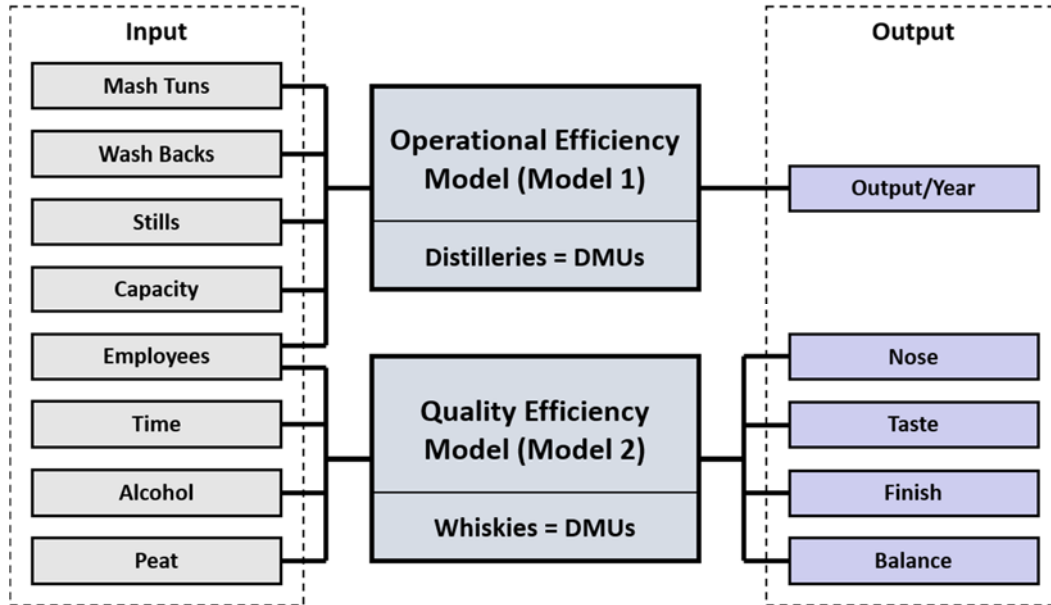 Input
Mash Tuns
Wash Backs
Stills
Capacity
Employees
Time
Alcohol
Peat
Operational Efficiency
Model (Model 1)
Distilleries = DMUs
Quality Efficiency
Model (Model 2)
Whiskies = DMUs
Output
Output/Year
Nose
Taste
Finish
Balance